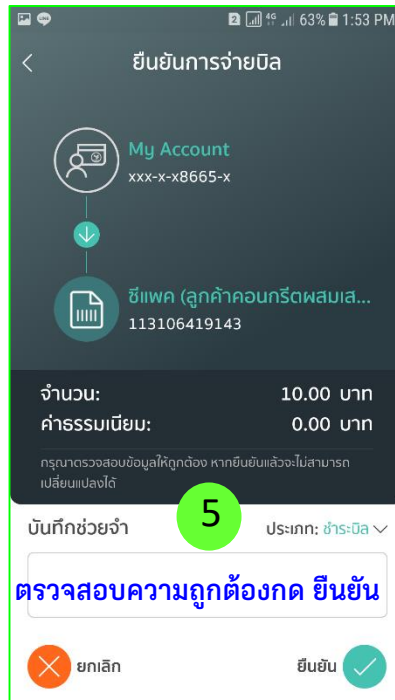 2 4G 63% 1:53 PM
ยืนยันการจ่ายบิล
My Account
xxx-x-x8665-x
ซีแพค (ลูกค้าคอนกรีตผสมเส...
113106419143
จำนวน: 10.00 บาท
ค่าธรรมเนียม: 0.00 บาท
กรุณาตรวจสอบข้อมูลให้ถูกต้อง หากยืนยันแล้วจะไม่สามารถ
เปลี่ยนแปลงได้
5
บันทึกช่วยจำ ประเภท: ชำระบิล
ตรวจสอบความถูกต้องกด ยืนยัน
ยกเลิก ยืนยัน